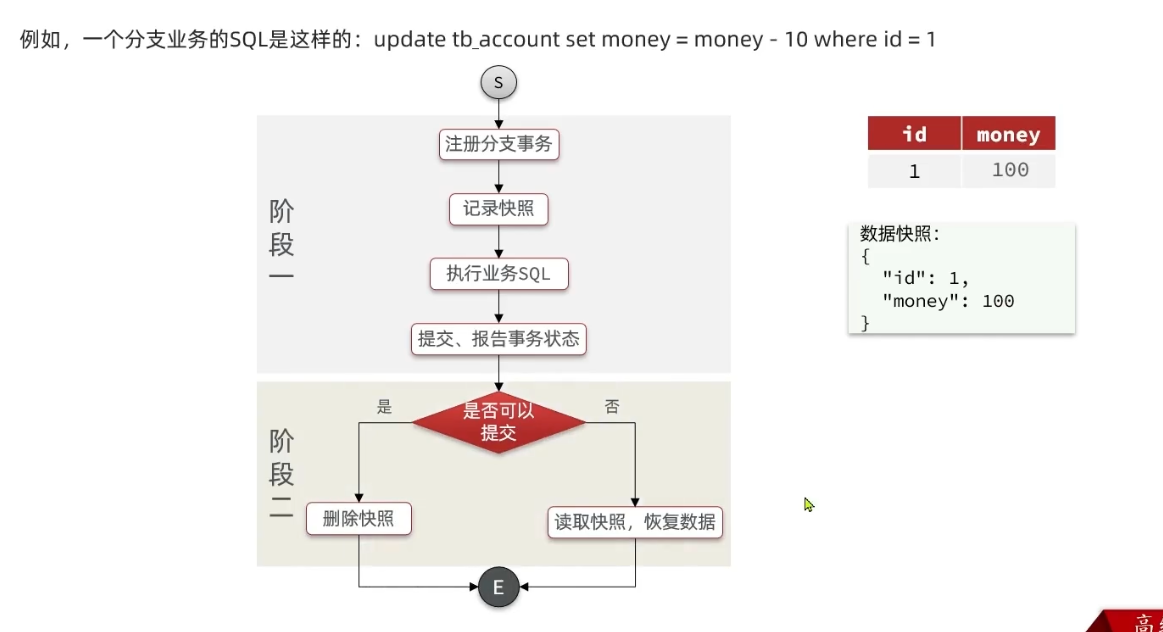 例如，一个分支业务的SQL是这样的：update tb_account set money = money - 10 where id = 1
S
注册分支事务
记录快照
执行业务SQL
提交、报告事务状态
阶
段
一
是否可以
提交
是
否
阶
段
二
删除快照
读取快照，恢复数据
E
id money
1 100
数据快照：
{
"id": 1,
"money": 100
}
高